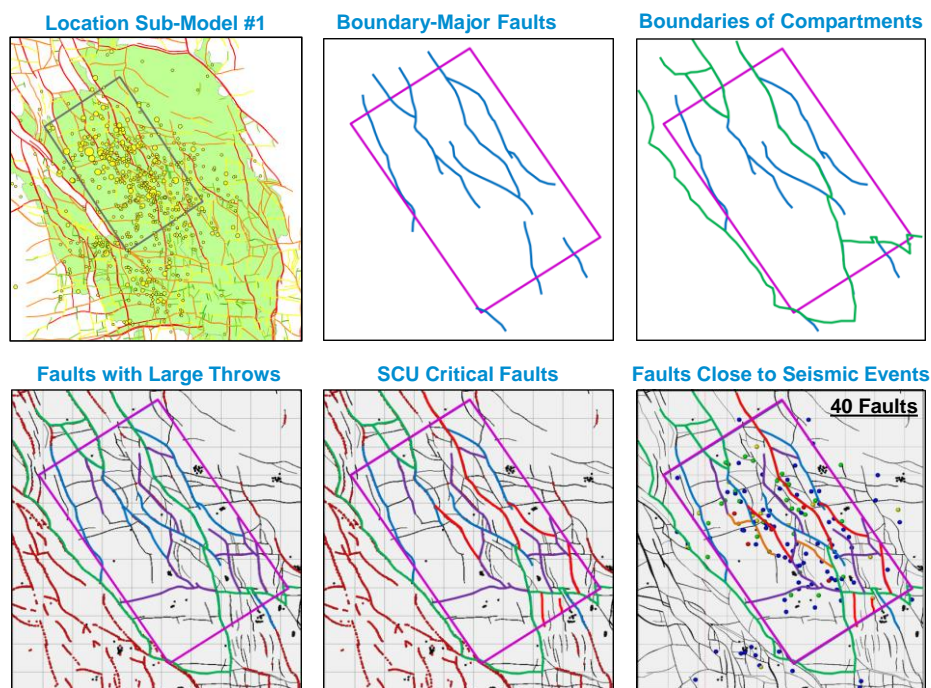 Location Sub-Model #1
Boundary-Major Faults
Boundaries of Compartments
Faults with Large Throws
SCU Critical Faults
Faults Close to Seismic Events
40 Faults